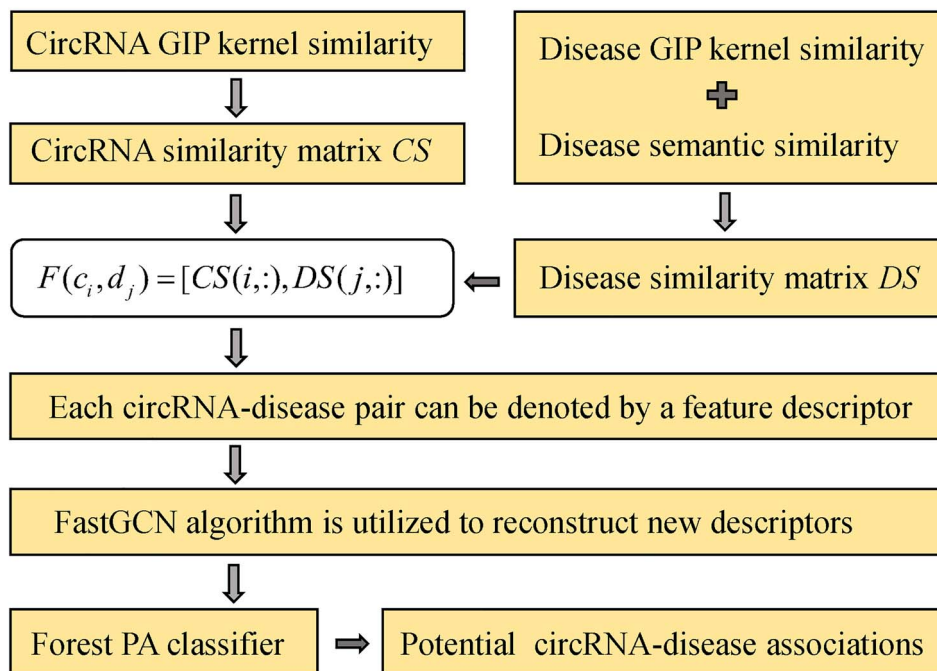 CircRNA GIP kernel similarity
CircRNA similarity matrix CS
Disease GIP kernel similarity
Disease semantic similarity
F(c_i,d_j)=[CS(i,:),DS(j,:)]
Disease similarity matrix DS
Each circRNA-disease pair can be denoted by a feature descriptor
FastGCN algorithm is utilized to reconstruct new descriptors
Forest PA classifier
Potential circRNA-disease associations